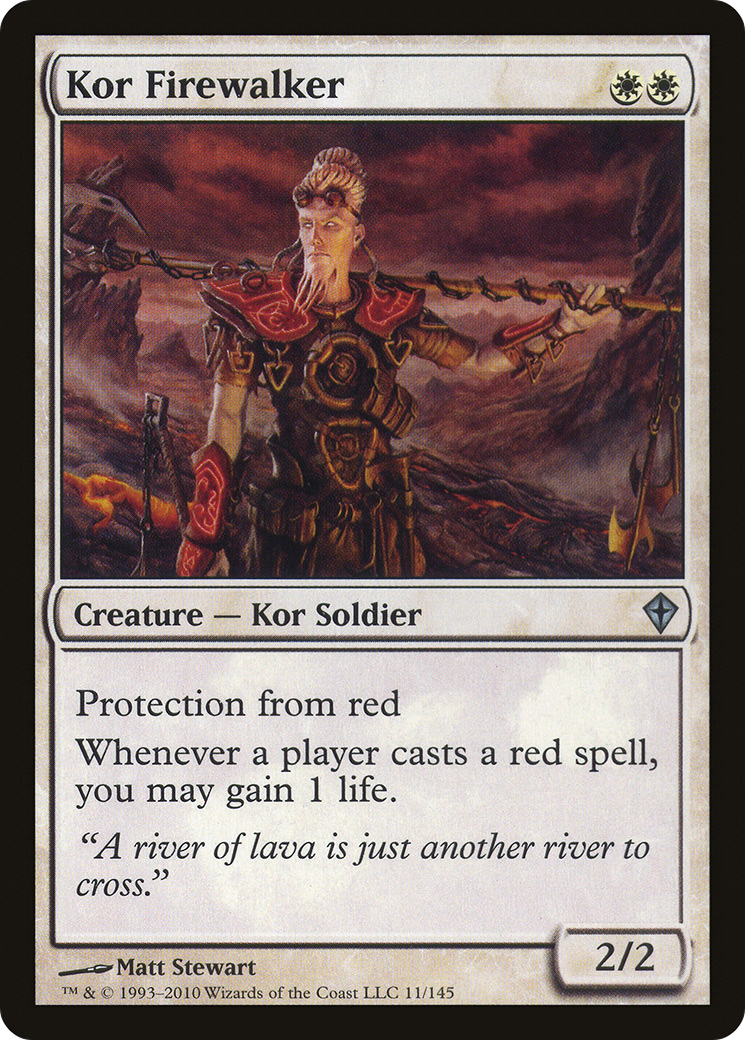 Kor Firewalker
Creature — Kor Soldier
Protection from red
Whenever a player casts a red spell,
you may gain 1 life.
“A river of lava is just another river to
cross.”
2/2
Matt Stewart
™ & © 1993–2010 Wizards of the Coast LLC 11/145